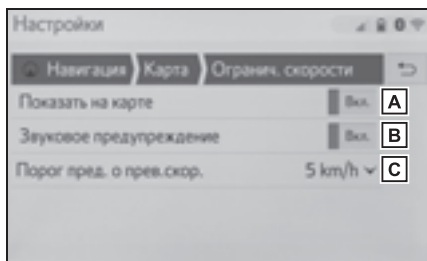 Настройки
Навигация Карта Огранич. скорости
Показать на карте Вкл. A
Звуковое предупреждение Вкл. B
Порог пред. о прев.скор. 5 km/h C